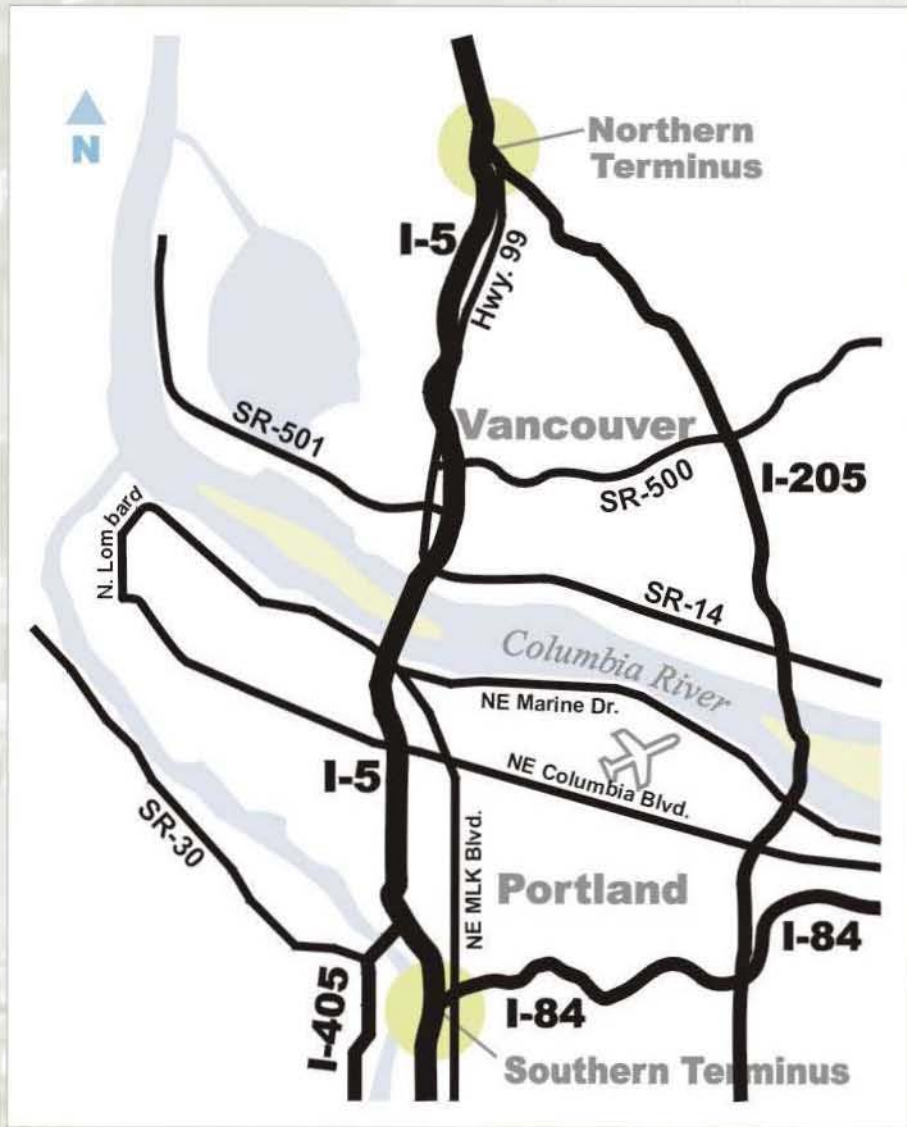 N
Northern
Terminus
I-5
Hwy. 99
SR-501
Vancouver
SR-500
I-205
N. Lombard
SR-14
Columbia River
NE Marine Dr.
I-5
NE Columbia Blvd.
SR-30
NE MLK Blvd.
Portland
I-84
I-405
I-84
Southern Terminus